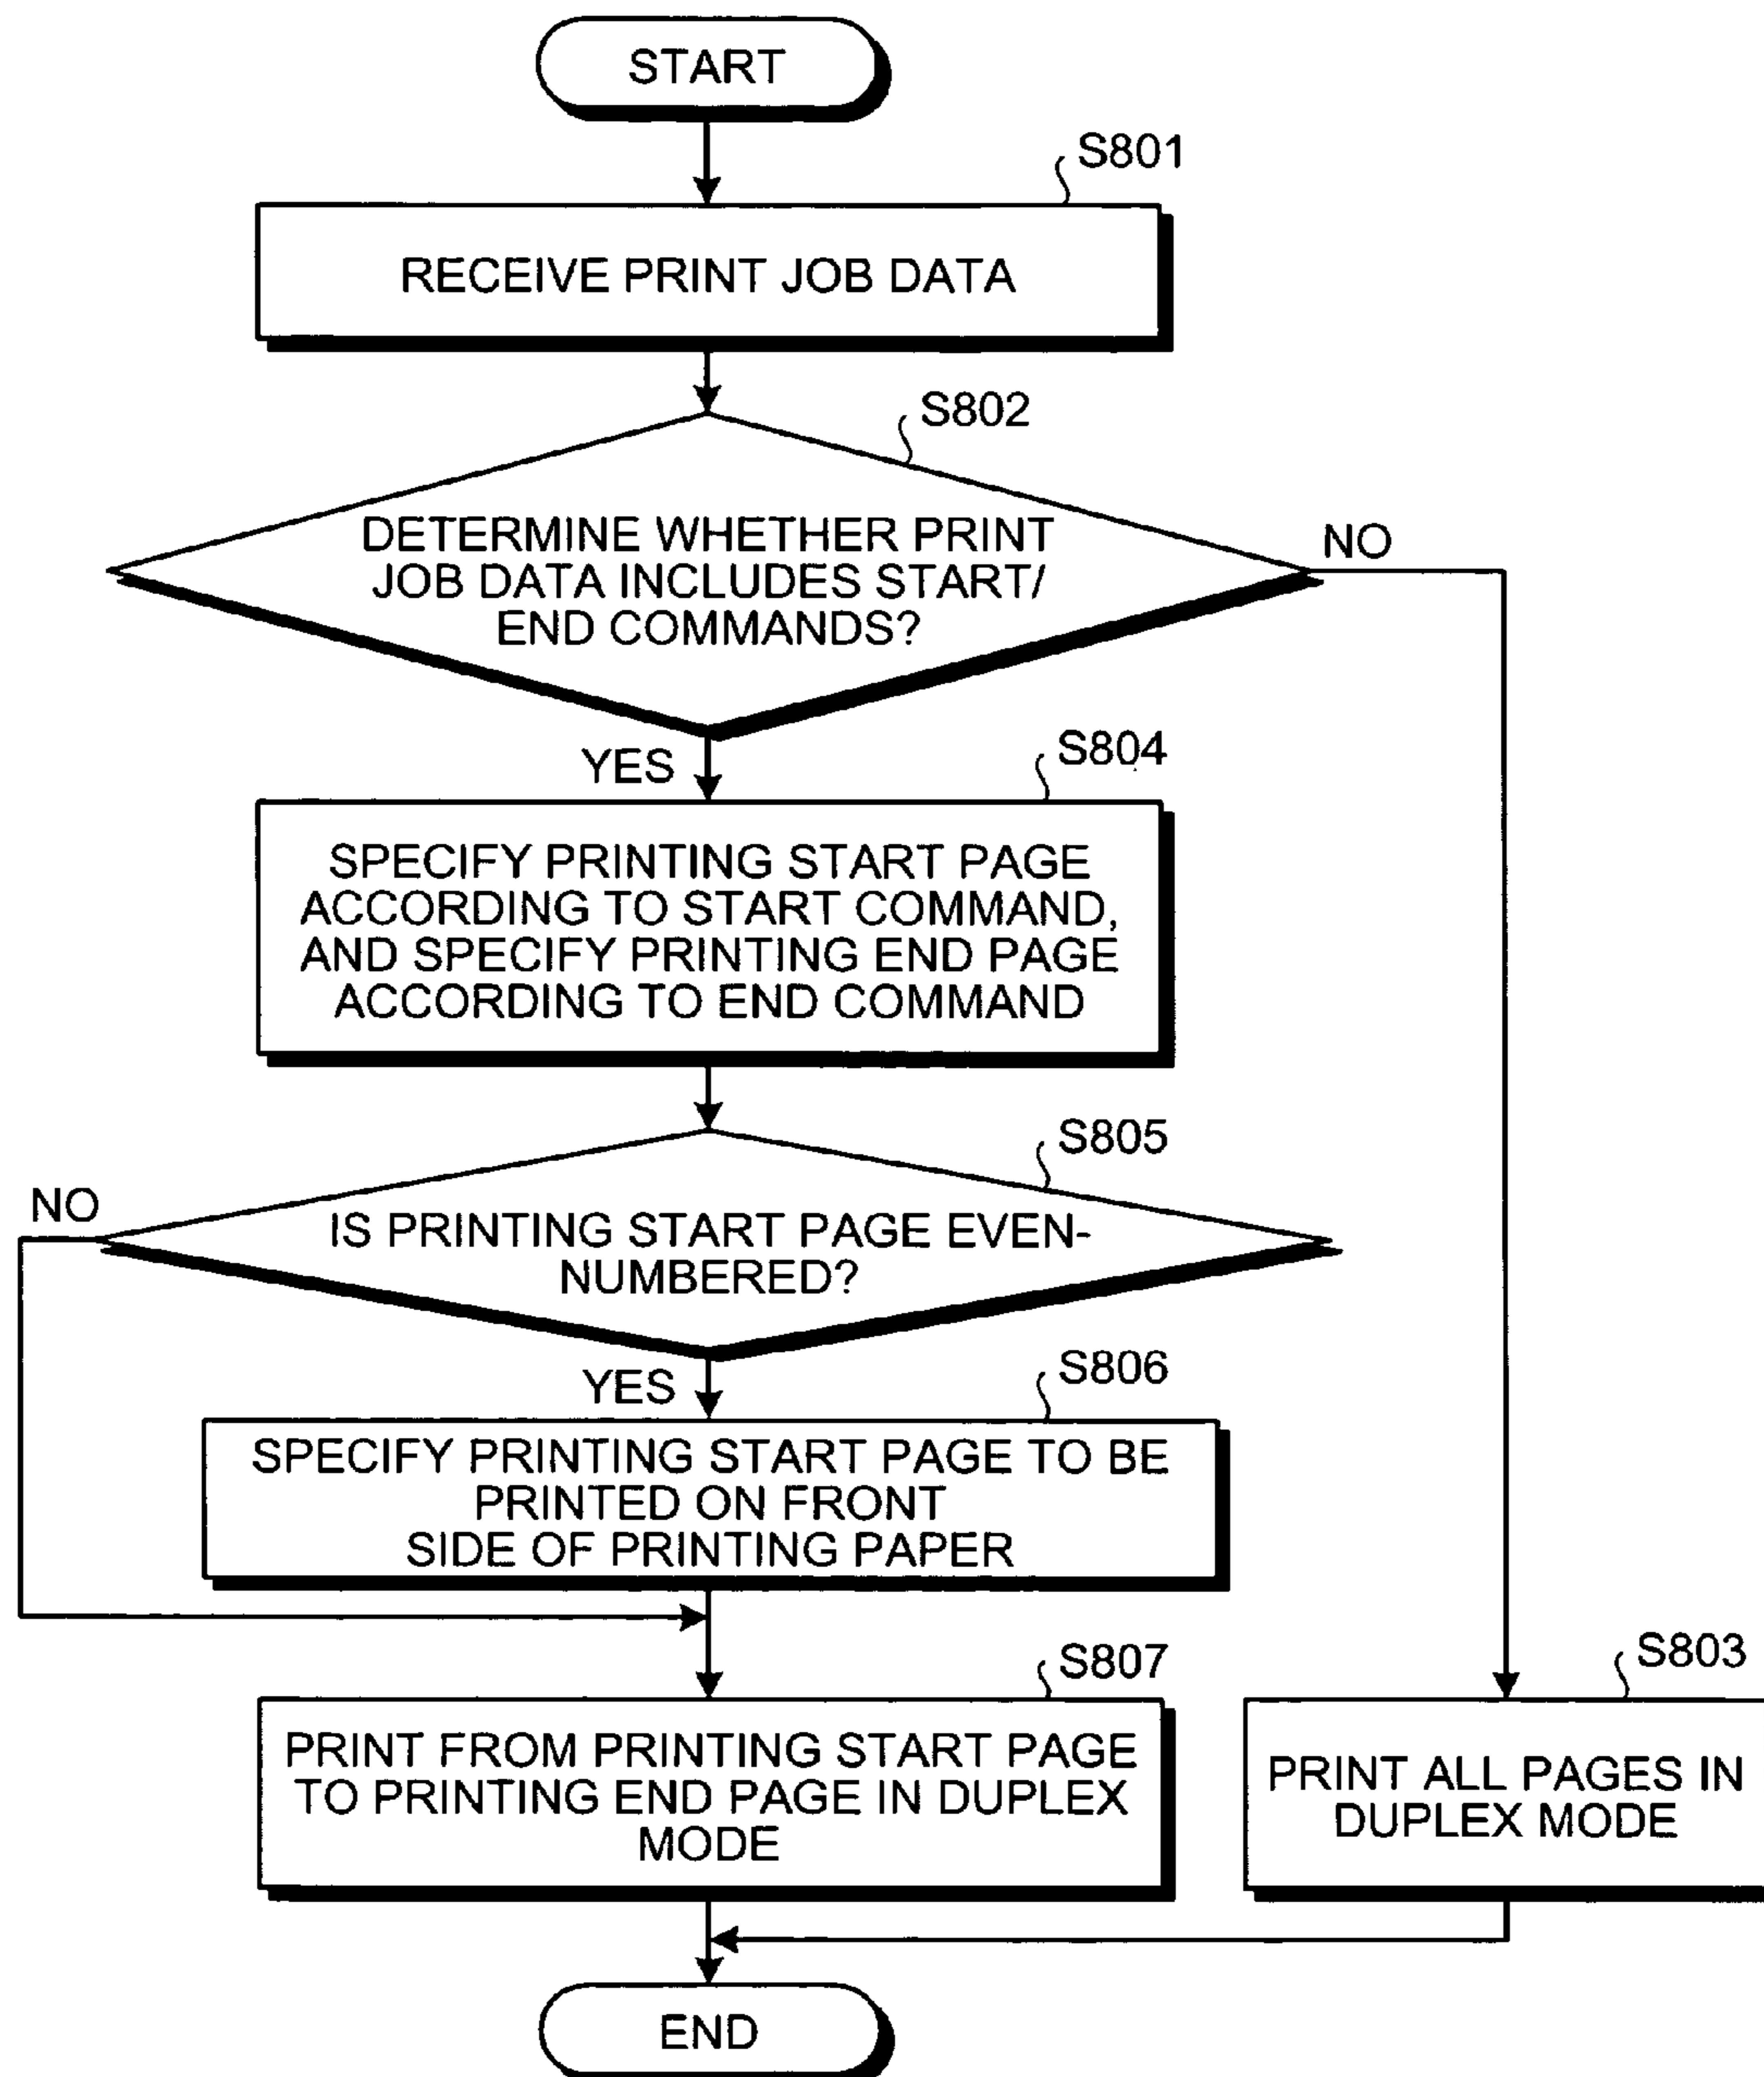 START
S801
RECEIVE PRINT JOB DATA
S802
DETERMINE WHETHER PRINT
JOB DATA INCLUDES START/
END COMMANDS?
NO
YES
S804
SPECIFY PRINTING START PAGE
ACCORDING TO START COMMAND,
AND SPECIFY PRINTING END PAGE
ACCORDING TO END COMMAND
S805
NO
IS PRINTING START PAGE EVEN-
NUMBERED?
YES
S806
SPECIFY PRINTING START PAGE TO BE
PRINTED ON FRONT
SIDE OF PRINTING PAPER
S807
PRINT FROM PRINTING START PAGE
TO PRINTING END PAGE IN DUPLEX
MODE
S803
PRINT ALL PAGES IN
DUPLEX MODE
END